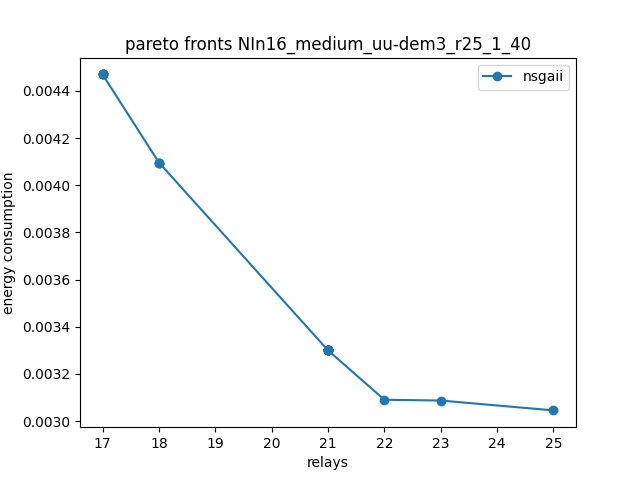 pareto fronts NIn16_medium_uu-dem3_r25_1_40
nsgaii
0.0044
0.0042
0.0040
0.0038
0.0036
0.0034
0.0032
0.0030
energy consumption
17 18 19 20 21 22 23 24 25
relays